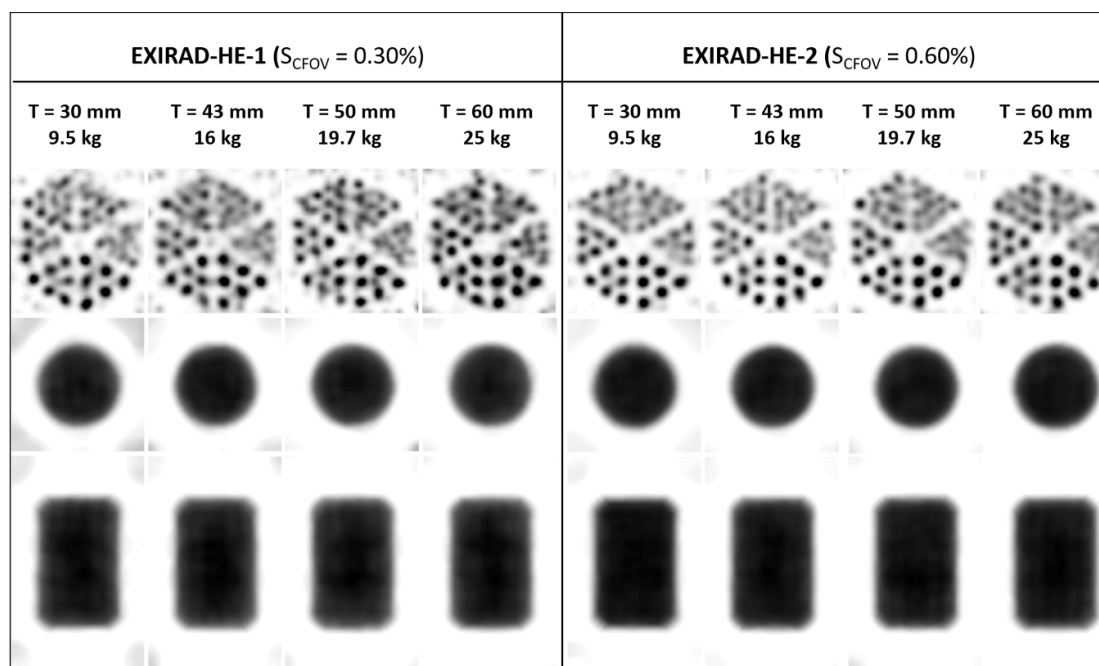 EXIRAD-HE-1 (S_CFOV = 0.30%)
EXIRAD-HE-2 (S_CFOV = 0.60%)
T = 30 mm T = 43 mm T = 50 mm T = 60 mm T = 30 mm T = 43 mm T = 50 mm T = 60 mm
9.5 kg 16 kg 19.7 kg 25 kg 9.5 kg 16 kg 19.7 kg 25 kg